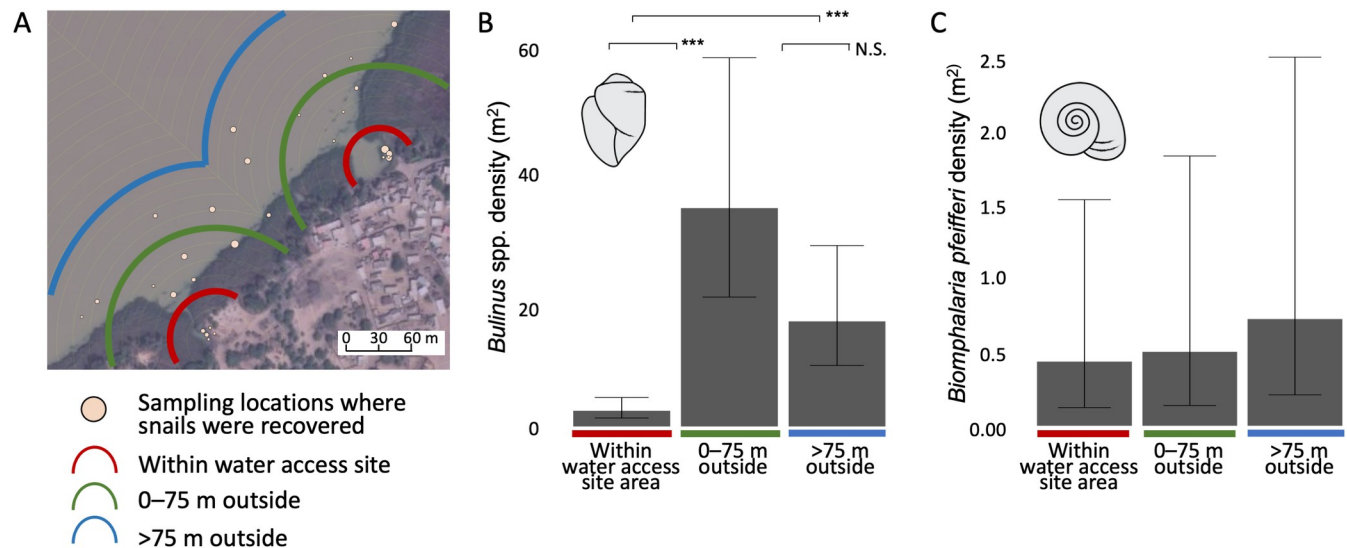 A
0 30 60 m
Sampling locations where
snails were recovered
Within water access site
0–75 m outside
>75 m outside
B
***
***
N.S.
Bulinus spp. density (m²)
60
40
20
0
Within
water access
site area
0–75 m
outside
>75 m
outside
C
Biomphalaria pfeifferi density (m²)
2.5
2.0
1.5
1.0
0.5
0.00
Within
water access
site area
0–75 m
outside
>75 m
outside